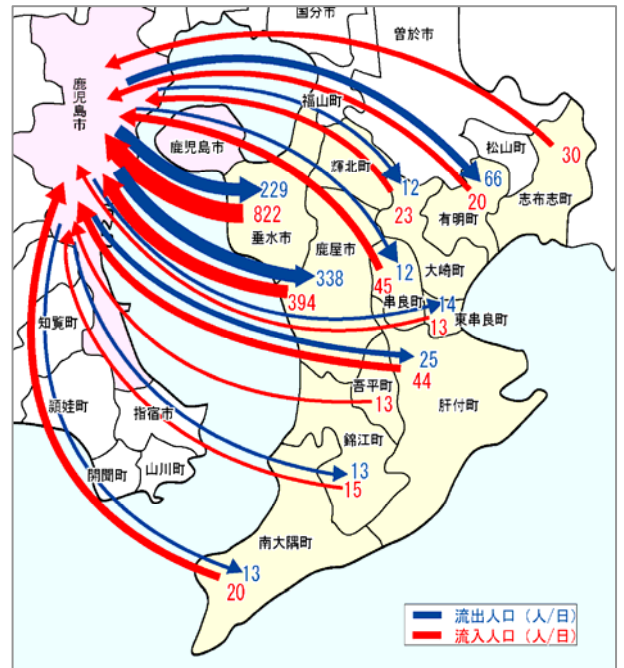 国分市
曽於市
鹿児島市
福山町
松山町
鹿児島市
30
輝北町
229
12
66
志布志町
822
23
20
有明町
垂水市
鹿屋市
12
大崎町
338
45
394
串良町
14
東串良町
13
知覧町
25
44
肝付町
吾平町
13
頴娃町
指宿市
錦江町
開聞町
山川町
13
15
南大隅町
13
20
流出人口(人/日)
流入人口(人/日)